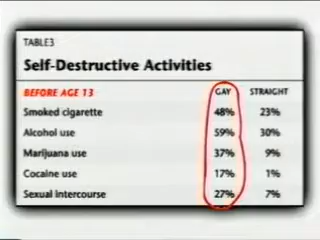 TABLE3
Self-Destructive Activities
BEFORE AGE 13 GAY STRAIGHT
Smoked cigarette 48% 23%
Alcohol use 59% 30%
Marijuana use 37% 9%
Cocaine use 17% 1%
Sexual intercourse 27% 7%